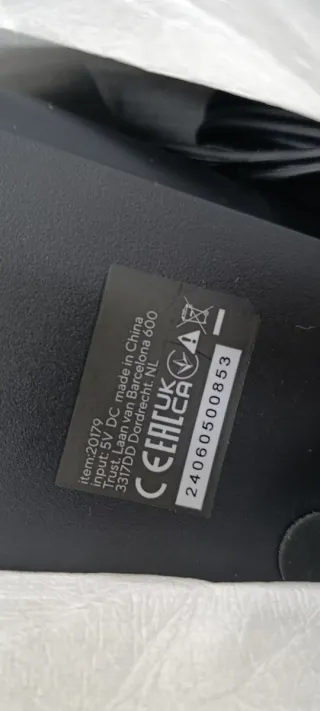 item:20179
input: 5V DC made in China
Trust. Laan van Barcelona 600
3317DD Dordrecht. NL
CE EAC UK CA
24060500853